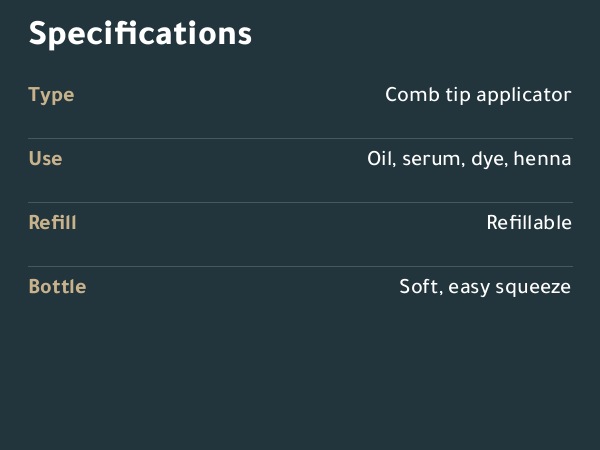 Specifications
Type Comb tip applicator
Use Oil, serum, dye, henna
Refill Refillable
Bottle Soft, easy squeeze